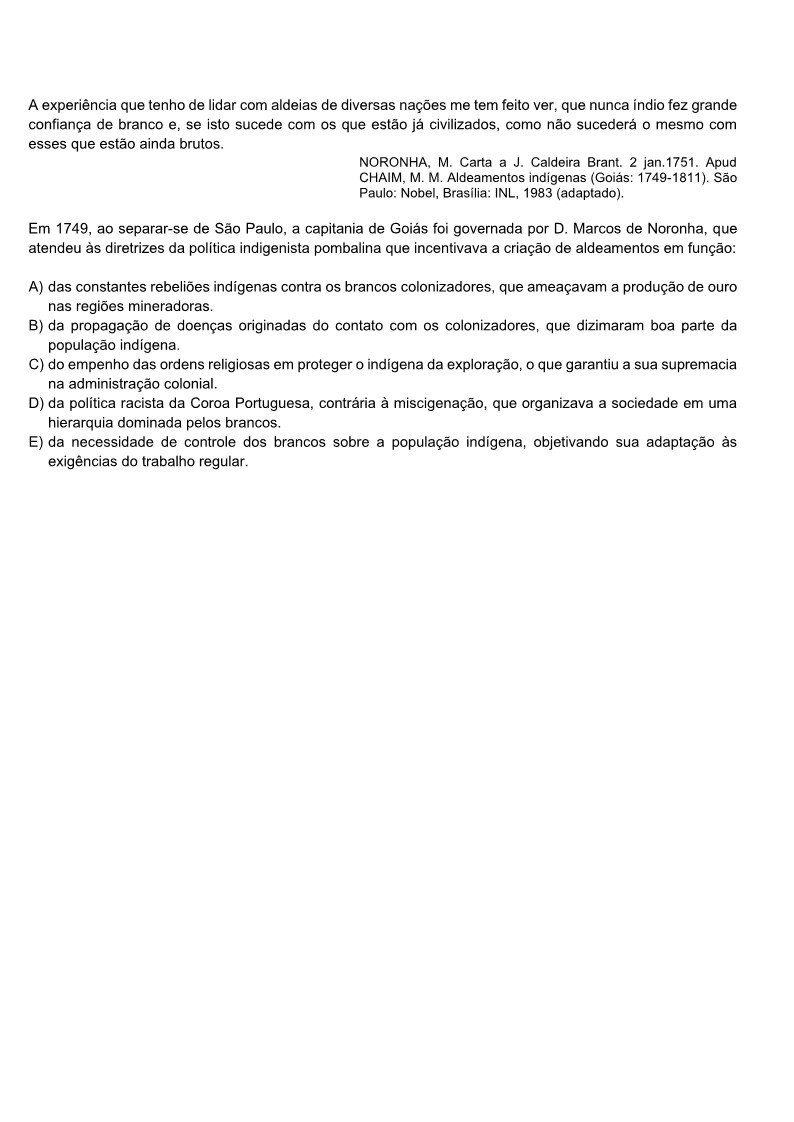 A experiência que tenho de lidar com aldeias de diversas nações me tem feito ver, que nunca índio fez grande
confiança de branco e, se isto sucede com os que estão já civilizados, como não sucederá o mesmo com
esses que estão ainda brutos.
NORONHA, M. Carta a J. Caldeira Brant. 2 jan.1751. Apud
CHAIM, M. M. Aldeamentos indígenas (Goiás: 1749-1811). São
Paulo: Nobel, Brasília: INL, 1983 (adaptado).
Em 1749, ao separar-se de São Paulo, a capitania de Goiás foi governada por D. Marcos de Noronha, que
atendeu às diretrizes da política indigenista pombalina que incentivava a criação de aldeamentos em função:
A) das constantes rebeliões indígenas contra os brancos colonizadores, que ameaçavam a produção de ouro
nas regiões mineradoras.
B) da propagação de doenças originadas do contato com os colonizadores, que dizimaram boa parte da
população indígena.
C) do empenho das ordens religiosas em proteger o indígena da exploração, o que garantiu a sua supremacia
na administração colonial.
D) da política racista da Coroa Portuguesa, contrária à miscigenação, que organizava a sociedade em uma
hierarquia dominada pelos brancos.
E) da necessidade de controle dos brancos sobre a população indígena, objetivando sua adaptação às
exigências do trabalho regular.